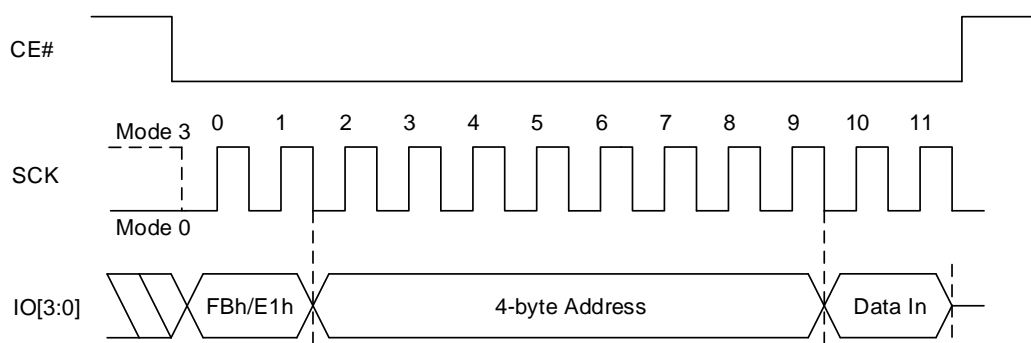 CE#
Mode 3 0 1 2 3 4 5 6 7 8 9 10 11
SCK
Mode 0
IO[3:0] FBh/E1h 4-byte Address Data In